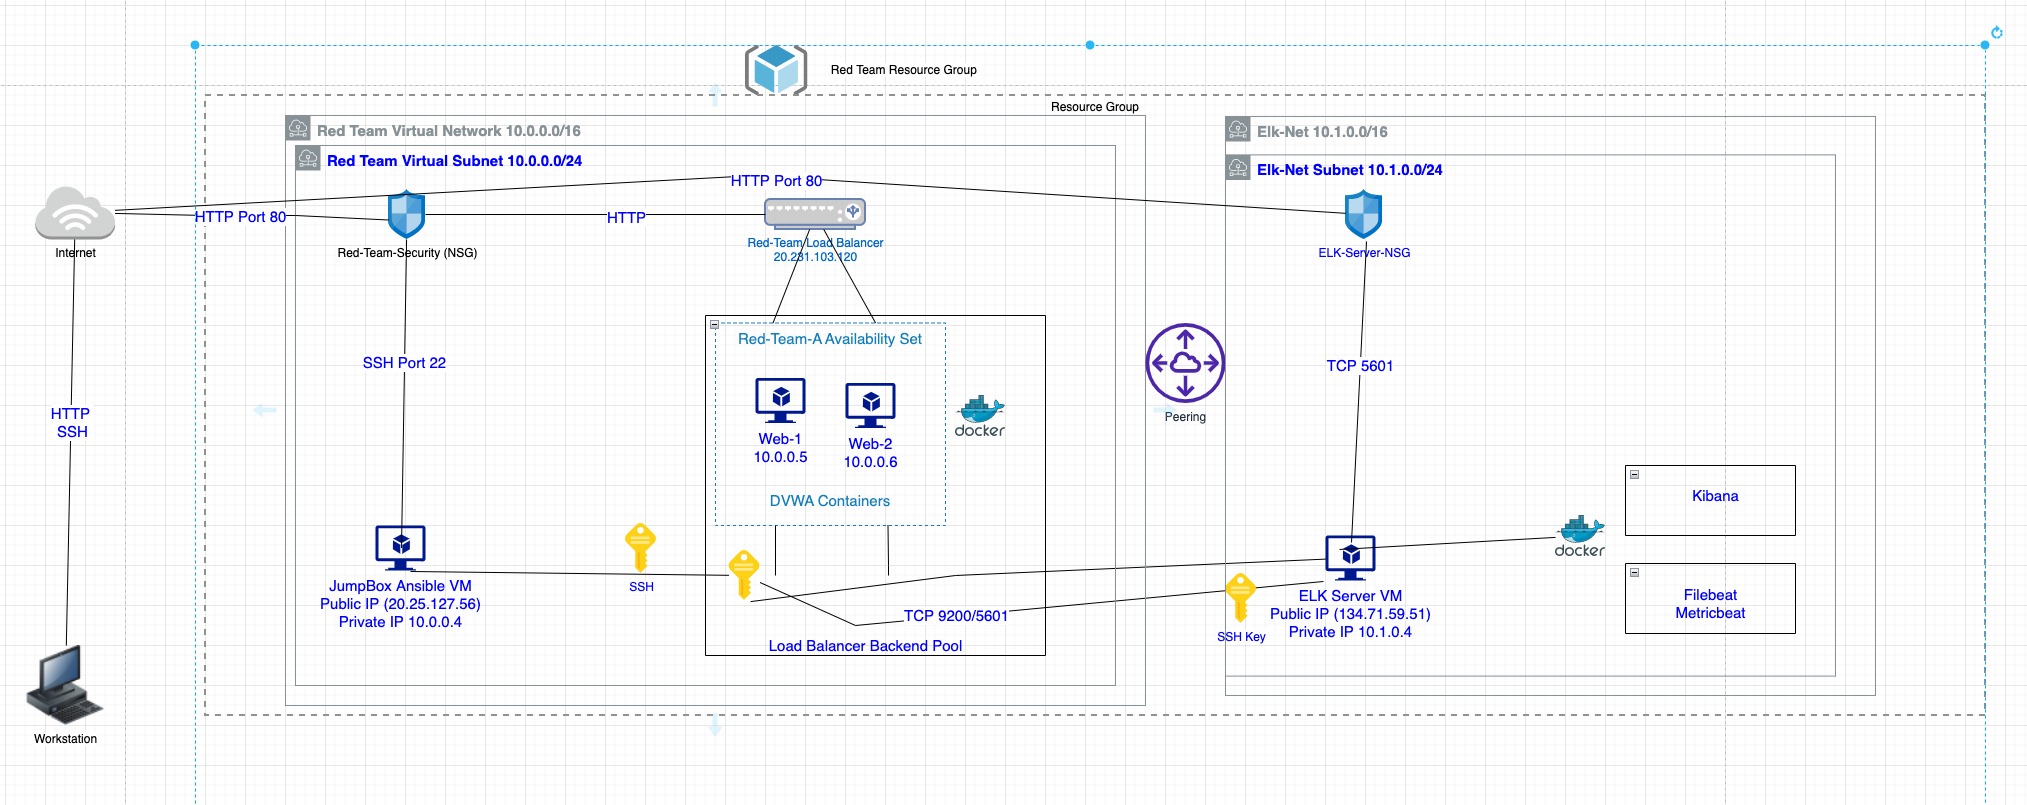 Red Team Resource Group
Resource Group
Red Team Virtual Network 10.0.0.0/16
Elk-Net 10.1.0.0/16
Red Team Virtual Subnet 10.0.0.0/24
Elk-Net Subnet 10.1.0.0/24
HTTP Port 80
HTTP Port 80
HTTP
Internet
Red-Team-Security (NSG)
Red-Team Load Balancer
20.231.103.120
ELK-Server-NSG
Red-Team-A Availability Set
SSH Port 22
TCP 5601
HTTP
SSH
Peering
docker
Web-1
10.0.0.5
Web-2
10.0.0.6
DVWA Containers
Kibana
docker
SSH
JumpBox Ansible VM
Public IP (20.25.127.56)
Private IP 10.0.0.4
TCP 9200/5601
Load Balancer Backend Pool
SSH Key
ELK Server VM
Public IP (134.71.59.51)
Private IP 10.1.0.4
Filebeat
Metricbeat
Workstation